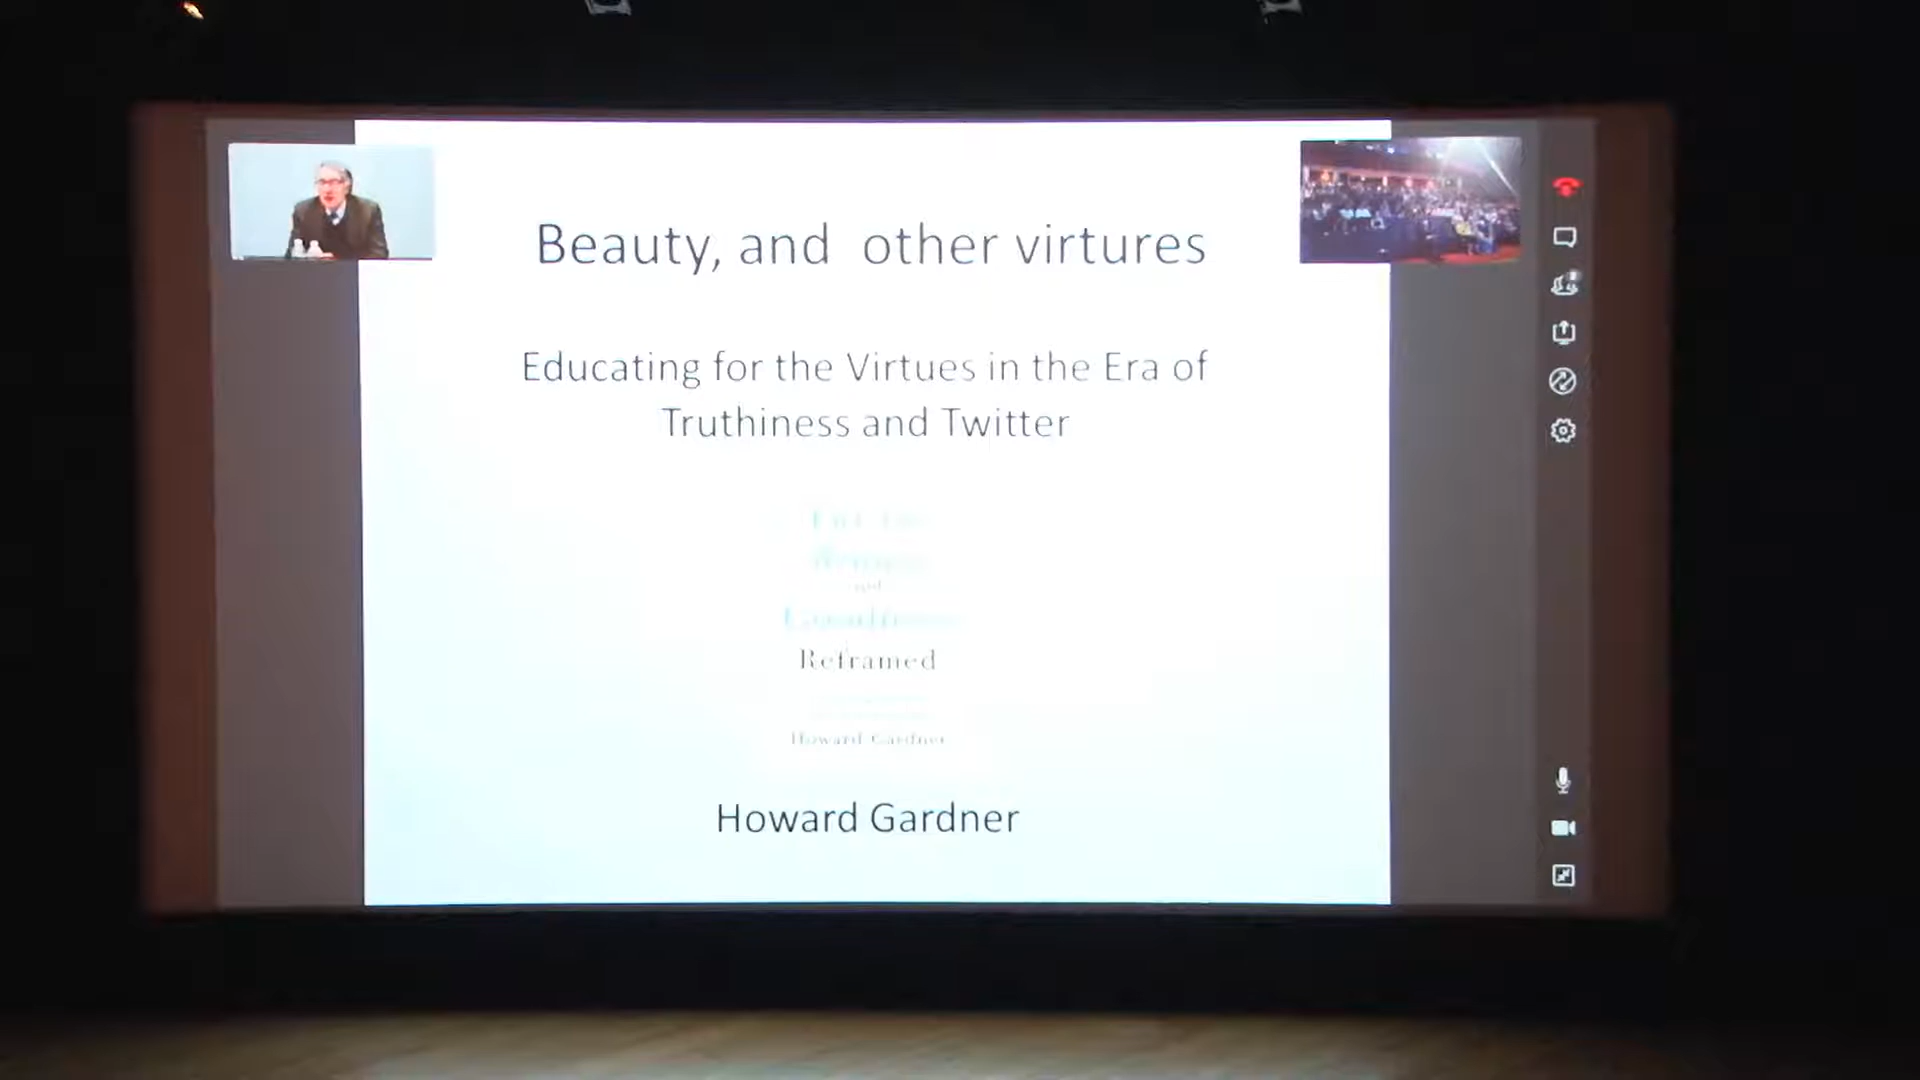 Beauty, and other virtures
Educating for the Virtues in the Era of
Truthiness and Twitter
and
Reframed
Howard Gardner
Howard Gardner